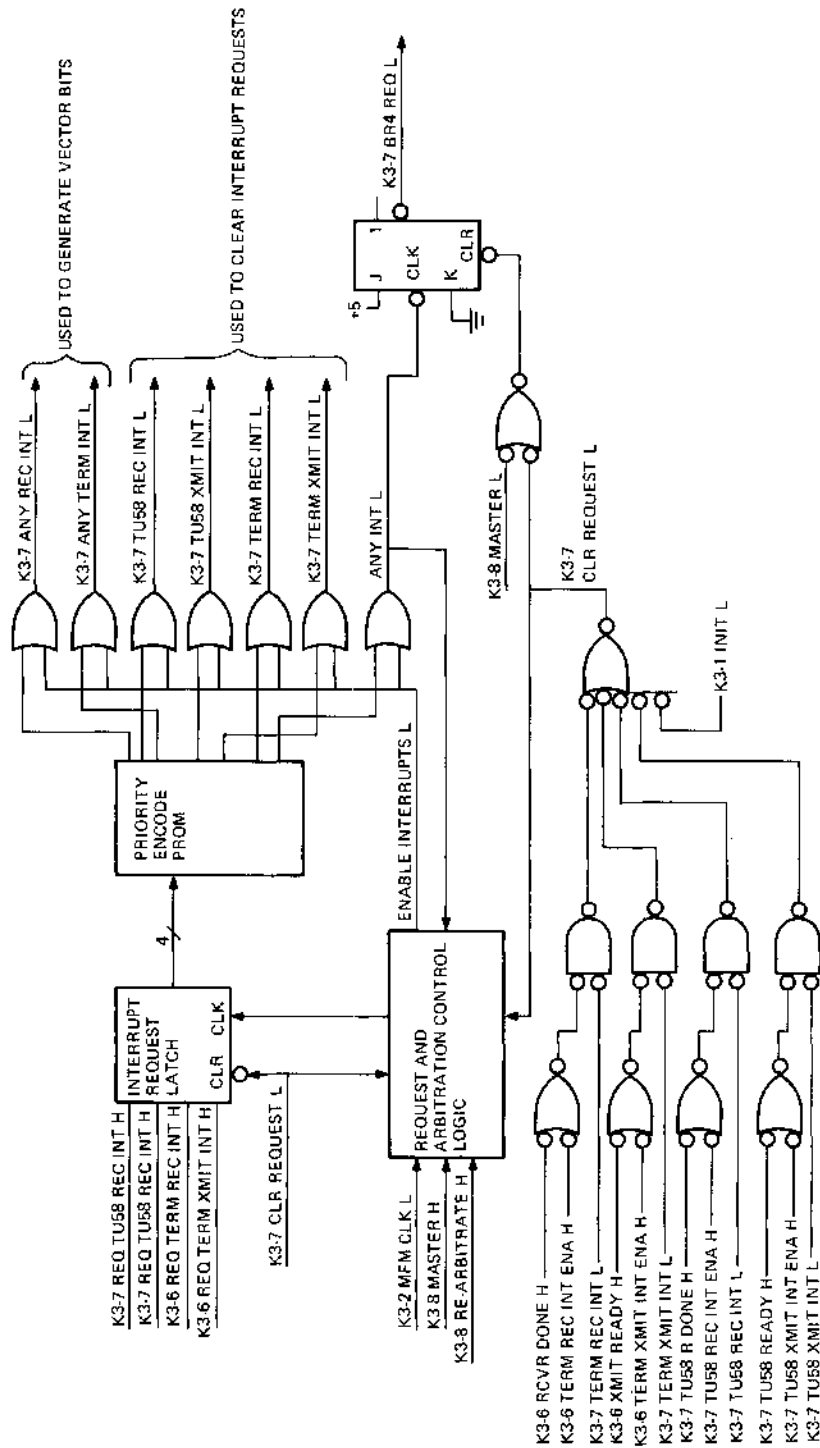 K3-7 REQ TU58 REC INT H
K3-7 REQ TU58 REC INT H
K3-6 REQ TERM REC INT H
K3-6 REQ TERM XMIT INT H
INTERRUPT
REQUEST
LATCH
CLR
CLK
4
PRIORITY
ENCODE
PROM
K3-7 ANY REC INT L
K3-7 ANY TERM INT L
USED TO GENERATE VECTOR BITS
K3-7 TU58 REC INT L
K3-7 TU58 XMIT INT L
K3-7 TERM REC INT L
K3-7 TERM XMIT INT L
USED TO CLEAR INTERRUPT REQUESTS
ANY INT L
K3-7 CLR REQUEST L
ENABLE INTERRUPTS L
K3-2 MFM CLK L
K3 8 MASTER H
K3-8 RE-ARBITRATE H
REQUEST AND
ARBITRATION CONTROL
LOGIC
+5
J
1
CLK
K
CLR
K3-7 BR4 REQ L
K3-8 MASTER L
K3-7
CLR REQUEST L
K3-1 INIT L
K3-6 RCVR DONE H
K3-6 TERM REC INT ENA H
K3-7 TERM REC INT L
K3-6 XMIT READY H
K3-6 TERM XMIT INT ENA H
K3-7 TERM XMIT INT L
K3-7 TU58 R DONE H
K3-7 TU58 REC INT ENA H
K3-7 TU58 REC INT L
K3-7 TU58 READY H
K3-7 TU58 XMIT INT ENA H
K3-7 TU58 XMIT INT L